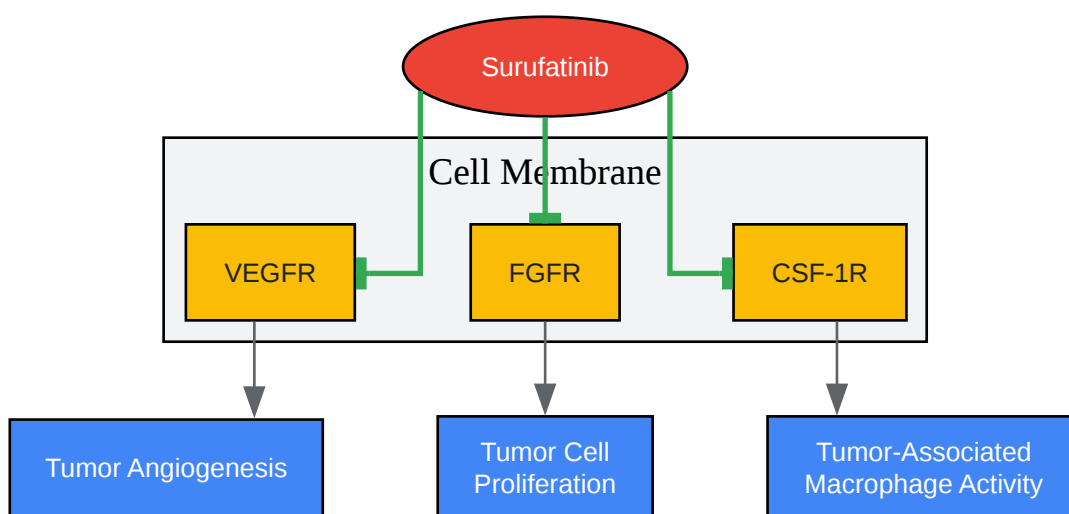 Surufatinib
Cell Membrane
VEGFR
FGFR
CSF-1R
Tumor Angiogenesis
Tumor Cell
Proliferation
Tumor-Associated
Macrophage Activity